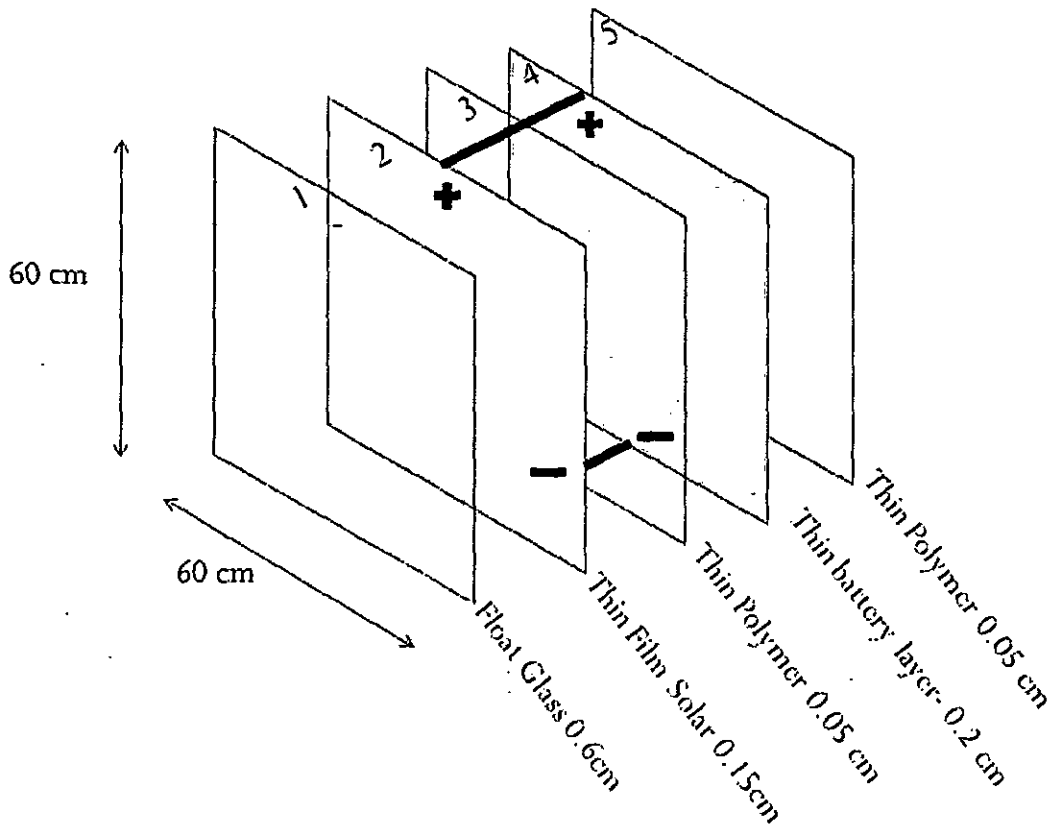 5
4
3
2
1
+
+
-
60 cm
60 cm
-
-
Float Glass 0.6cm
Thin Film Solar 0.15cm
Thin Polymer 0.05 cm
Thin battery layer- 0.2 cm
Thin Polymer 0.05 cm